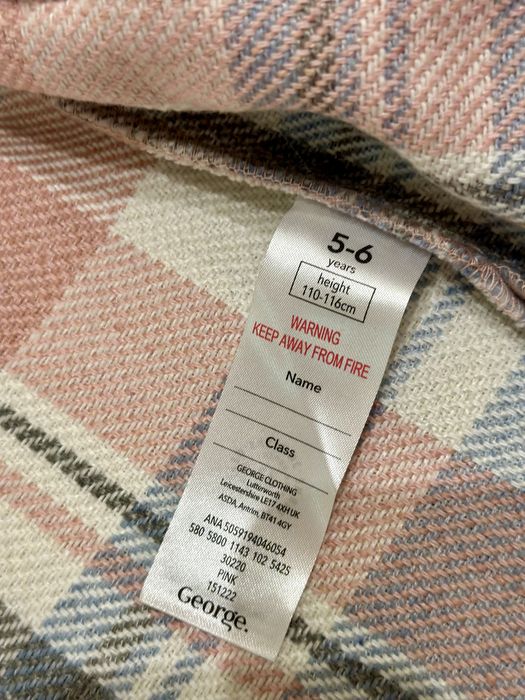 5-6
years
height
110-116cm
WARNING
KEEP AWAY FROM FIRE
Name
Class
GEORGE CLOTHING
Lutterworth
Leicestershire LE17 4XH UK
ASDA, Antrim, BT41 4GY
ANA 5059194046054
580 5800 1143 102 5425
30220
PINK
151222
George.